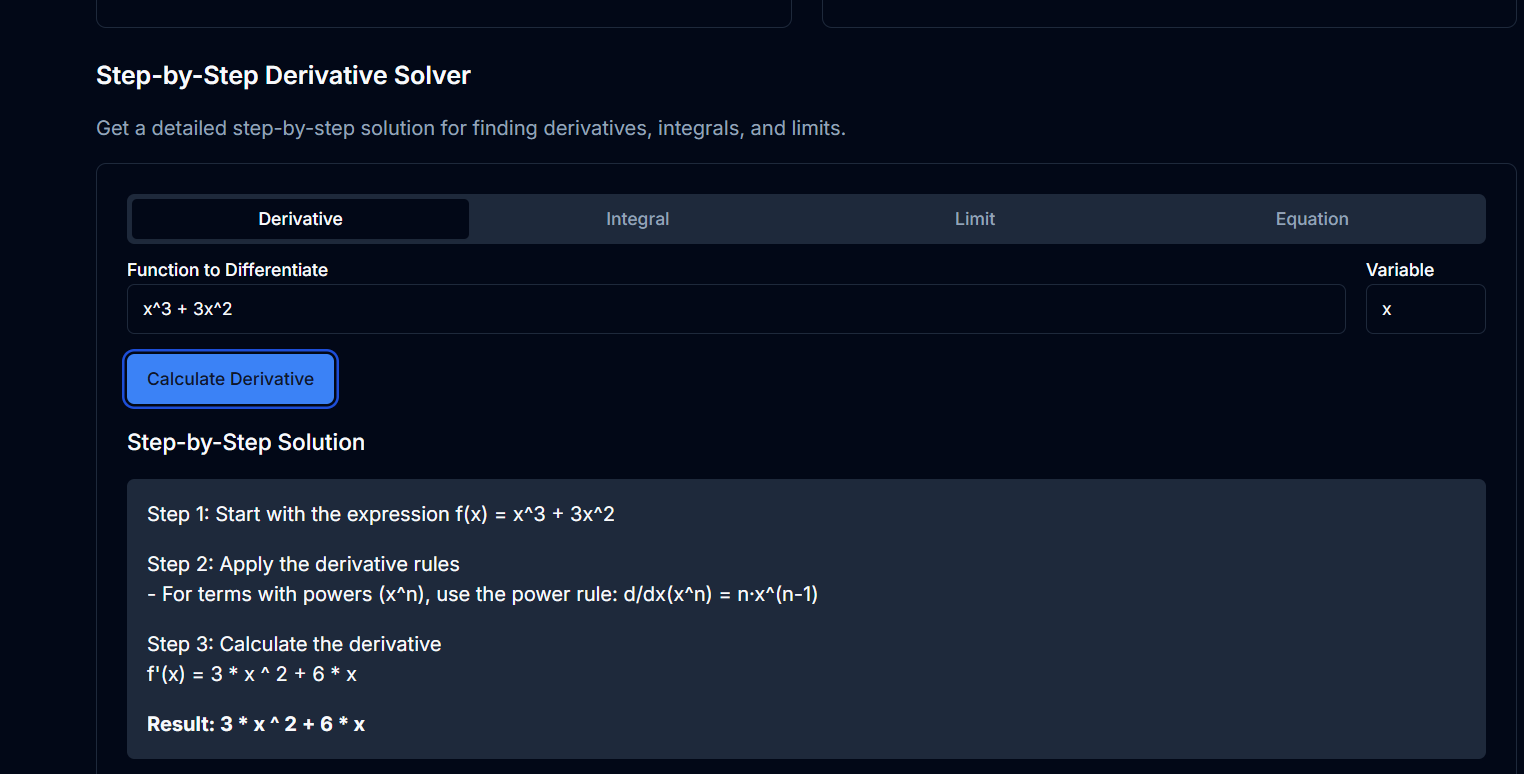 Step-by-Step Derivative Solver
Get a detailed step-by-step solution for finding derivatives, integrals, and limits.
Derivative Integral Limit Equation
Function to Differentiate Variable
x^3 + 3x^2 x
Calculate Derivative
Step-by-Step Solution
Step 1: Start with the expression f(x) = x^3 + 3x^2
Step 2: Apply the derivative rules
- For terms with powers (x^n), use the power rule: d/dx(x^n) = n·x^(n-1)
Step 3: Calculate the derivative
f'(x) = 3 * x ^ 2 + 6 * x
Result: 3 * x ^ 2 + 6 * x